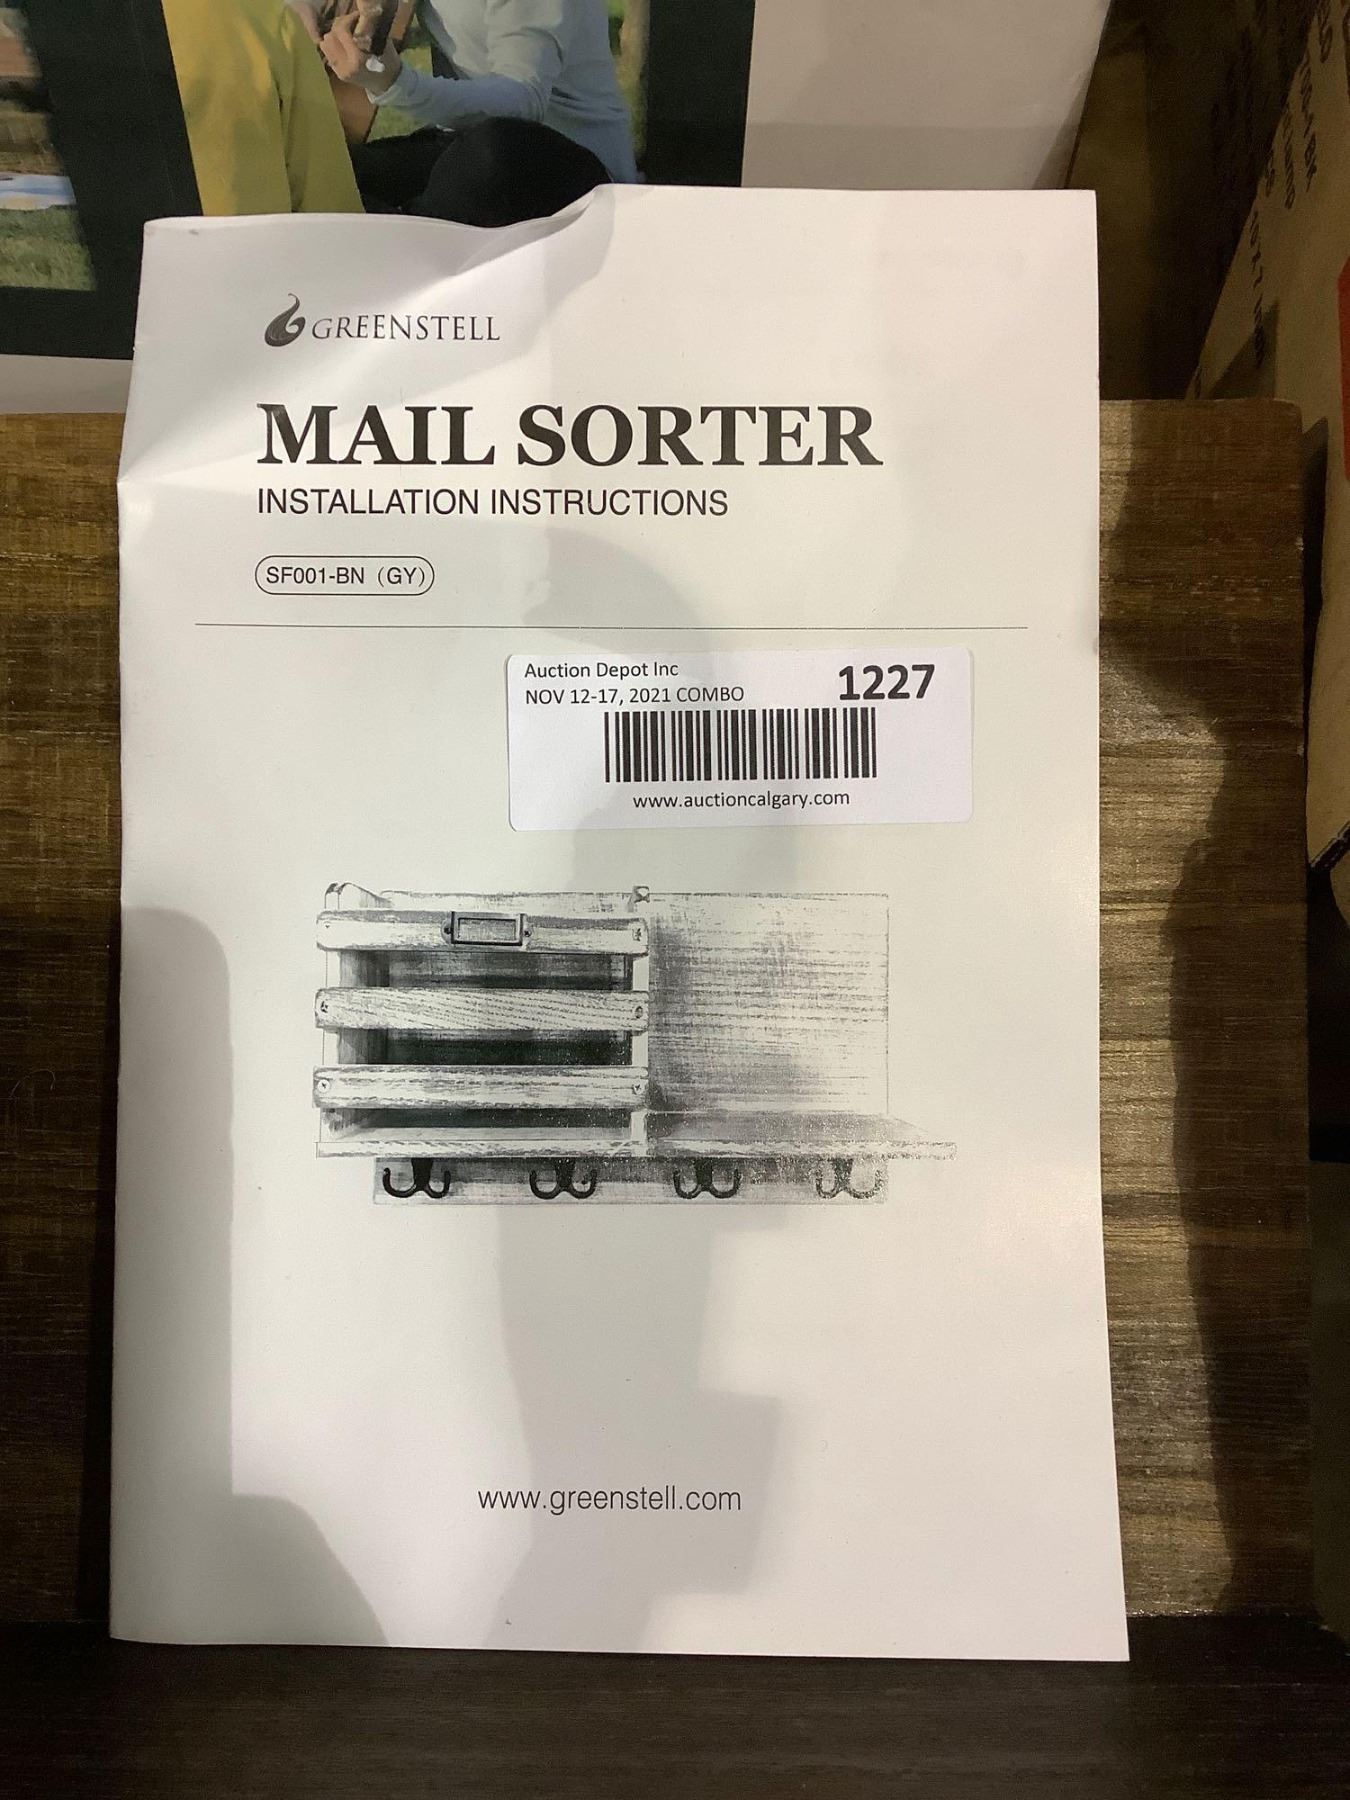 GREENSTELL
MAIL SORTER
INSTALLATION INSTRUCTIONS
SF001-BN (GY)
Auction Depot Inc
NOV 12-17, 2021 COMBO
1227
www.auctioncalgary.com
www.greenstell.com